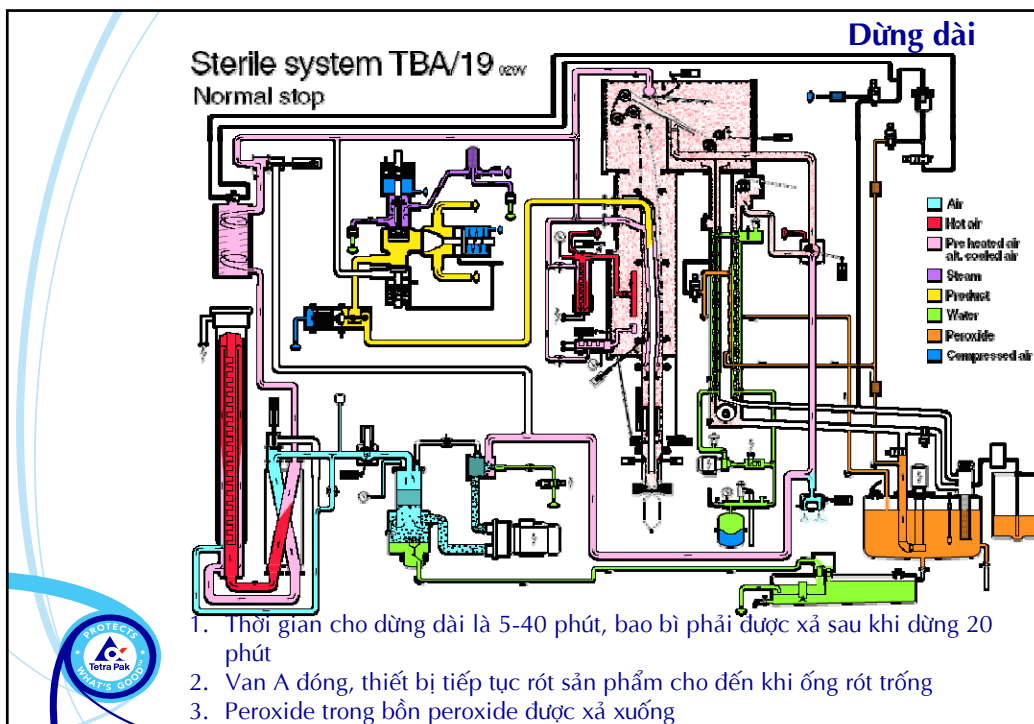 Dừng dài
Sterile system TBA/19 020V
Normal stop
Air
Hot air
Pre heated air
alt. cooled air
Steam
Product
Water
Peroxide
Compressed air
PROTECTS
Tetra Pak
WHAT'S GOOD
1. Thời gian cho dừng dài là 5-40 phút, bao bì phải được xả sau khi dừng 20
phút
2. Van A đóng, thiết bị tiếp tục rót sản phẩm cho đến khi ống rót trống
3. Peroxide trong bồn peroxide được xả xuống